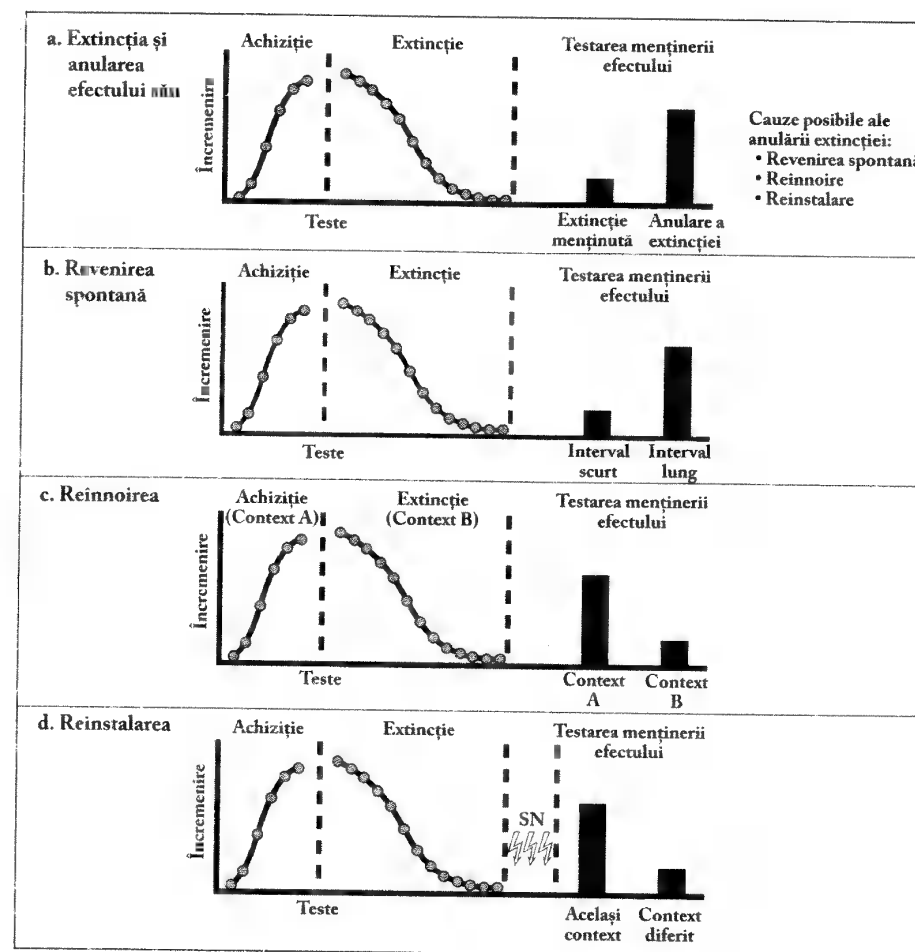 a. Extincția și
anularea
efectului
Achiziție
Extincție
Testarea menținerii
efectului
Încremenire
Teste
Extincție
menținută
Anulare a
extincției
Cauze posibile ale
anulării extincției:
• Revenirea spontană
• Reînnoire
• Reinstalare
b. Revenirea
spontană
Achiziție
Extincție
Testarea menținerii
efectului
Încremenire
Teste
Interval
scurt
Interval
lung
c. Reînnoirea
Achiziție
(Context A)
Extincție
(Context B)
Testarea menținerii
efectului
Încremenire
Teste
Context
A
Context
B
d. Reinstalarea
Achiziție
Extincție
Testarea menținerii
efectului
Încremenire
SN
Teste
Același
context
Context
diferit